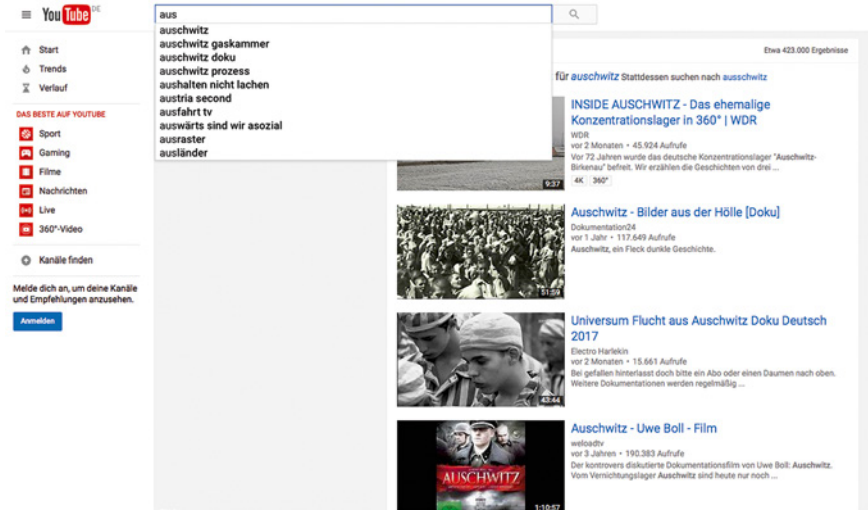 YouTube DE
aus
auschwitz
auschwitz gaskammer
auschwitz doku
auschwitz prozess
aushalten nicht lachen
austria second
ausfahrt tv
auswärts sind wir asozial
ausraster
ausländer
Start
Trends
Verlauf
DAS BESTE AUF YOUTUBE
Sport
Gaming
Filme
Nachrichten
Live
360°-Video
Kanäle finden
Melde dich an, um deine Kanäle
und Empfehlungen anzusehen.
Anmelden
Etwa 423.000 Ergebnisse
für auschwitz Stattdessen suchen nach ausschwitz
9:37
INSIDE AUSCHWITZ - Das ehemalige
Konzentrationslager in 360° | WDR
WDR
vor 2 Monaten • 45.924 Aufrufe
Vor 72 Jahren wurde das deutsche Konzentrationslager "Auschwitz-
Birkenau" befreit. Wir erzählen die Geschichten von drei ...
4K 360°
51:59
Auschwitz - Bilder aus der Hölle [Doku]
Dokumentation24
vor 1 Jahr • 117.649 Aufrufe
Auschwitz, ein Fleck dunkle Geschichte.
43:44
Universum Flucht aus Auschwitz Doku Deutsch
2017
Electro Harlekin
vor 2 Monaten • 15.661 Aufrufe
Bei gefallen hinterlasst doch bitte ein Abo oder einen Daumen nach oben.
Weitere Dokumentationen werden regelmäßig ...
AUSCHWITZ
1:10:57
Auschwitz - Uwe Boll - Film
weloadtv
vor 3 Jahren • 190.383 Aufrufe
Der kontrovers diskutierte Dokumentationsfilm von Uwe Boll: Auschwitz.
Vom Vernichtungslager Auschwitz sind heute nur noch ...